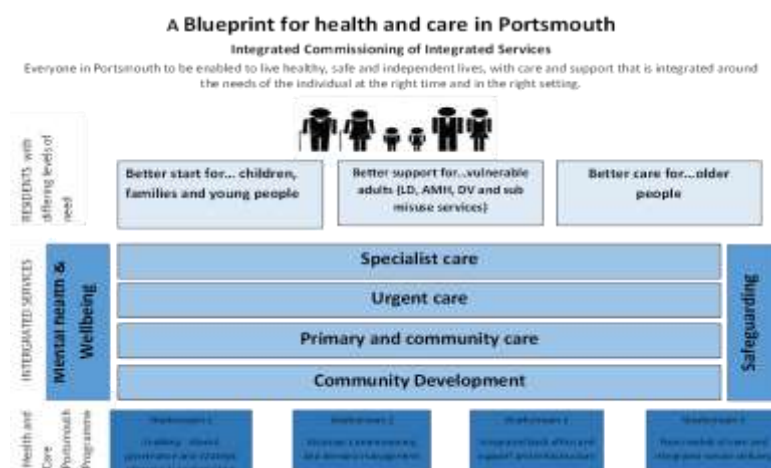 A Blueprint for health and care in Portsmouth
Integrated Commissioning of Integrated Services
Everyone in Portsmouth to be enabled to live healthy, safe and independent lives, with care and support that is integrated around
the needs of the individual at the right time and in the right setting.
RESIDENTS with
differing levels of
need
Better start for... children,
families and young people
Better support for...vulnerable
adults (LD, AMH, DV and sub
misuse services)
Better care for...older
people
INTERGRATED SERVICES
Mental health &
Wellbeing
Specialist care
Urgent care
Primary and community care
Community Development
Safeguarding
Health and
Care
Portsmouth
Programme